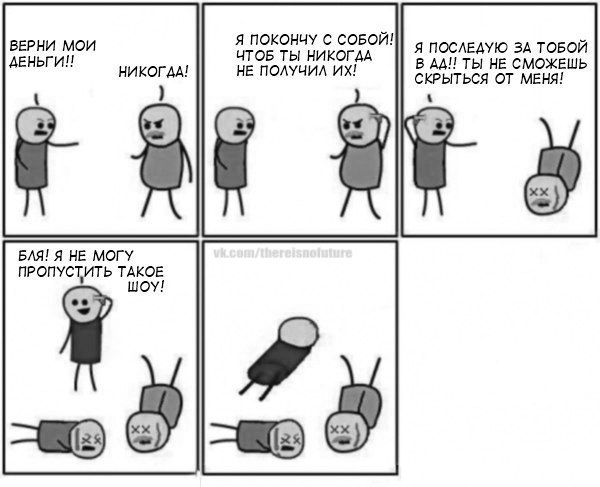 ВЕРНИ МОИ
ДЕНЬГИ!!
НИКОГДА!
Я ПОКОНЧУ С СОБОЙ!
ЧТОБ ТЫ НИКОГДА
НЕ ПОЛУЧИЛ ИХ!
Я ПОСЛЕДУЮ ЗА ТОБОЙ
В АД!! ТЫ НЕ СМОЖЕШЬ
СКРЫТЬСЯ ОТ МЕНЯ!
БЛЯ! Я НЕ МОГУ
ПРОПУСТИТЬ ТАКОЕ
ШОУ!
vk.com/thereisnofuture